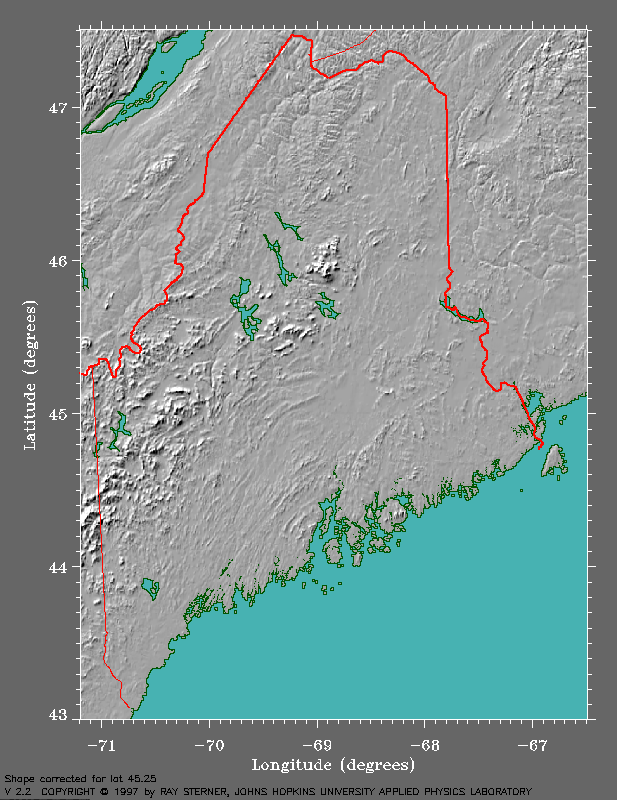 47
46
45
44
43
Latitude (degrees)
−71 −70 −69 −68 −67
Longitude (degrees)
Shape corrected for lat 45.25
V 2.2 COPYRIGHT © 1997 by RAY STERNER, JOHNS HOPKINS UNIVERSITY APPLIED PHYSICS LABORATORY